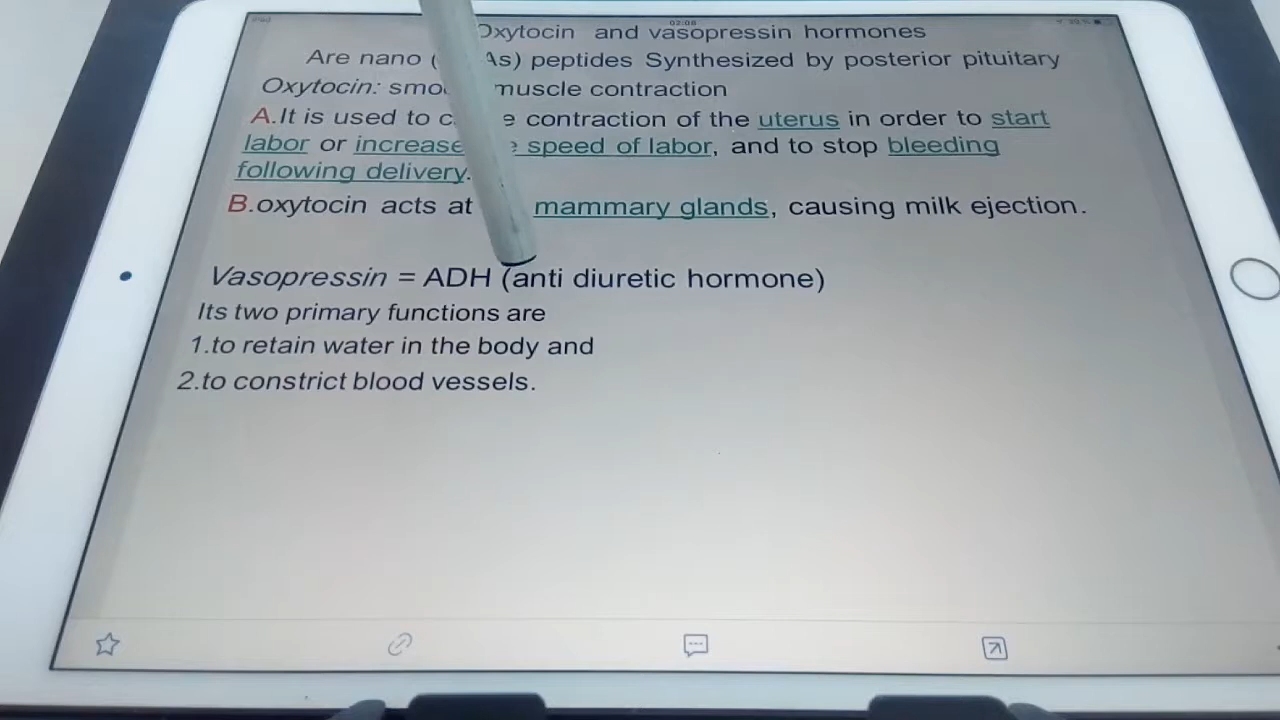 iPad 02:08
Oxytocin and vasopressin hormones
Are nano ( As) peptides Synthesized by posterior pituitary
Oxytocin: smo muscle contraction
A.It is used to c e contraction of the uterus in order to start
labor or increase e speed of labor, and to stop bleeding
following delivery.
B.oxytocin acts at mammary glands, causing milk ejection.
Vasopressin = ADH (anti diuretic hormone)
Its two primary functions are
1.to retain water in the body and
2.to constrict blood vessels.